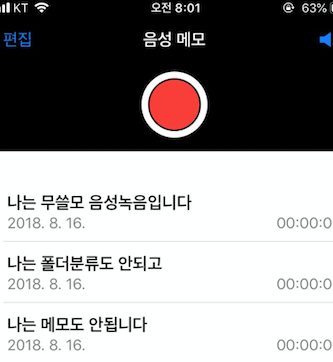 KT 오전 8:01 63%
편집 음성 메모
나는 무쓸모 음성녹음입니다
2018. 8. 16. 00:00:0
나는 폴더분류도 안되고
2018. 8. 16. 00:00:0
나는 메모도 안됩니다
2018. 8. 16. 00:00:0